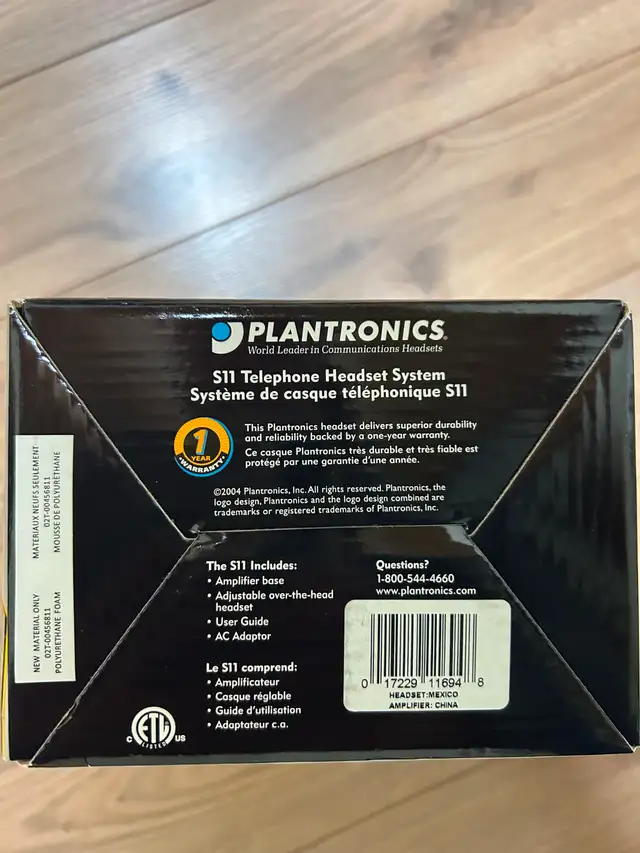 PLANTRONICS®
World Leader in Communications Headsets
S11 Telephone Headset System
Système de casque téléphonique S11
1
YEAR
WARRANTY
This Plantronics headset delivers superior durability
and reliability backed by a one-year warranty.
Ce casque Plantronics très durable et très fiable est
protégé par une garantie d'une année.
©2004 Plantronics, Inc. All rights reserved. Plantronics, the
logo design, Plantronics and the logo design combined are
trademarks or registered trademarks of Plantronics, Inc.
NEW MATERIAL ONLY
02T-00456811
POLYURETHANE FOAM
MATERIAUX NEUFS SEULEMENT
02T-00456811
MOUSSE DE POLYURETHANE
The S11 Includes:
• Amplifier base
• Adjustable over-the-head
headset
• User Guide
• AC Adaptor
Le S11 comprend:
• Amplificateur
• Casque réglable
• Guide d'utilisation
• Adaptateur c.a.
Questions?
1-800-544-4660
www.plantronics.com
0 17229 11694 8
HEADSET:MEXICO
AMPLIFIER: CHINA
C ETL US
LISTED